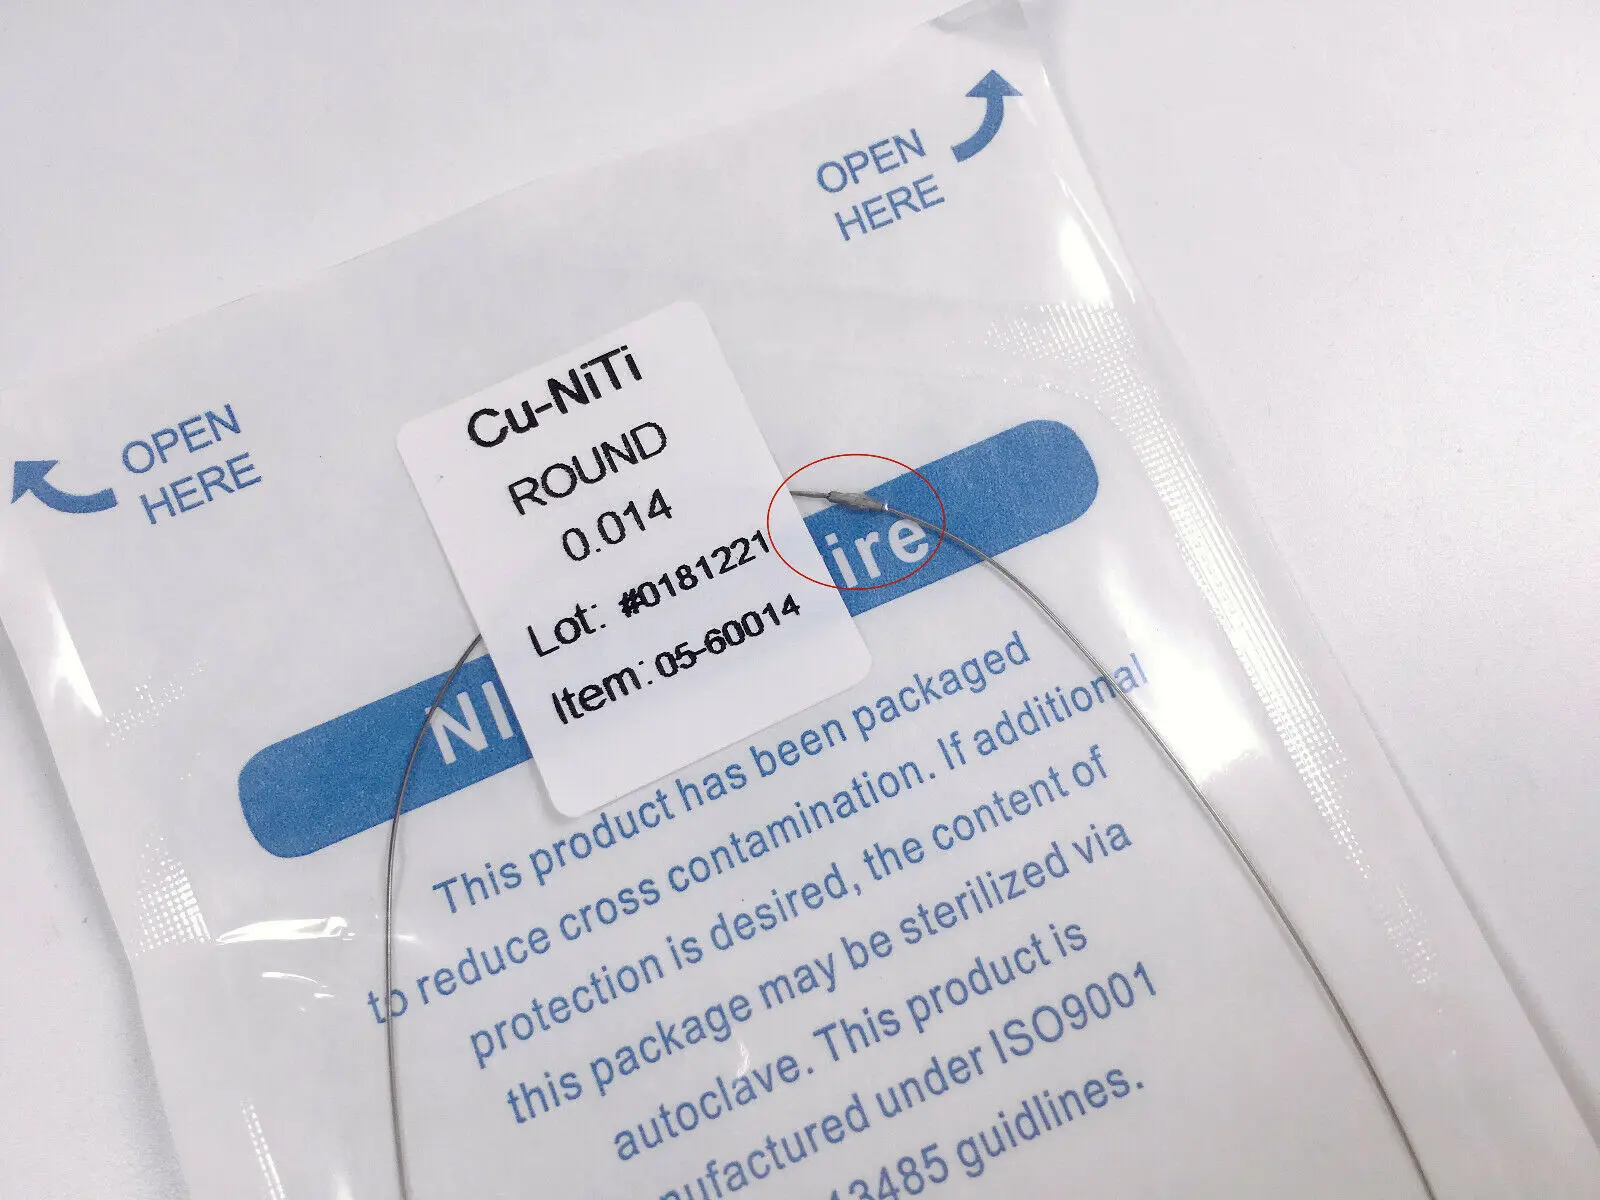 OPEN
HERE
OPEN
HERE
Cu-NiTi
ROUND
0.014
Lot: #0181221
Item: 05-60014
This product has been packaged
to reduce cross contamination. If additional
protection is desired, the content of
this package may be sterilized via
autoclave. This product is
under ISO9001
13485 guidlines.